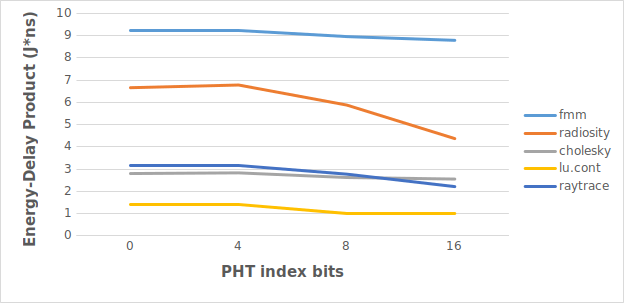 Energy-Delay Product (J*ns)
10
9
8
7
6
5
4
3
2
1
0
0 4 8 16
PHT index bits
fmm
radiosity
cholesky
lu.cont
raytrace